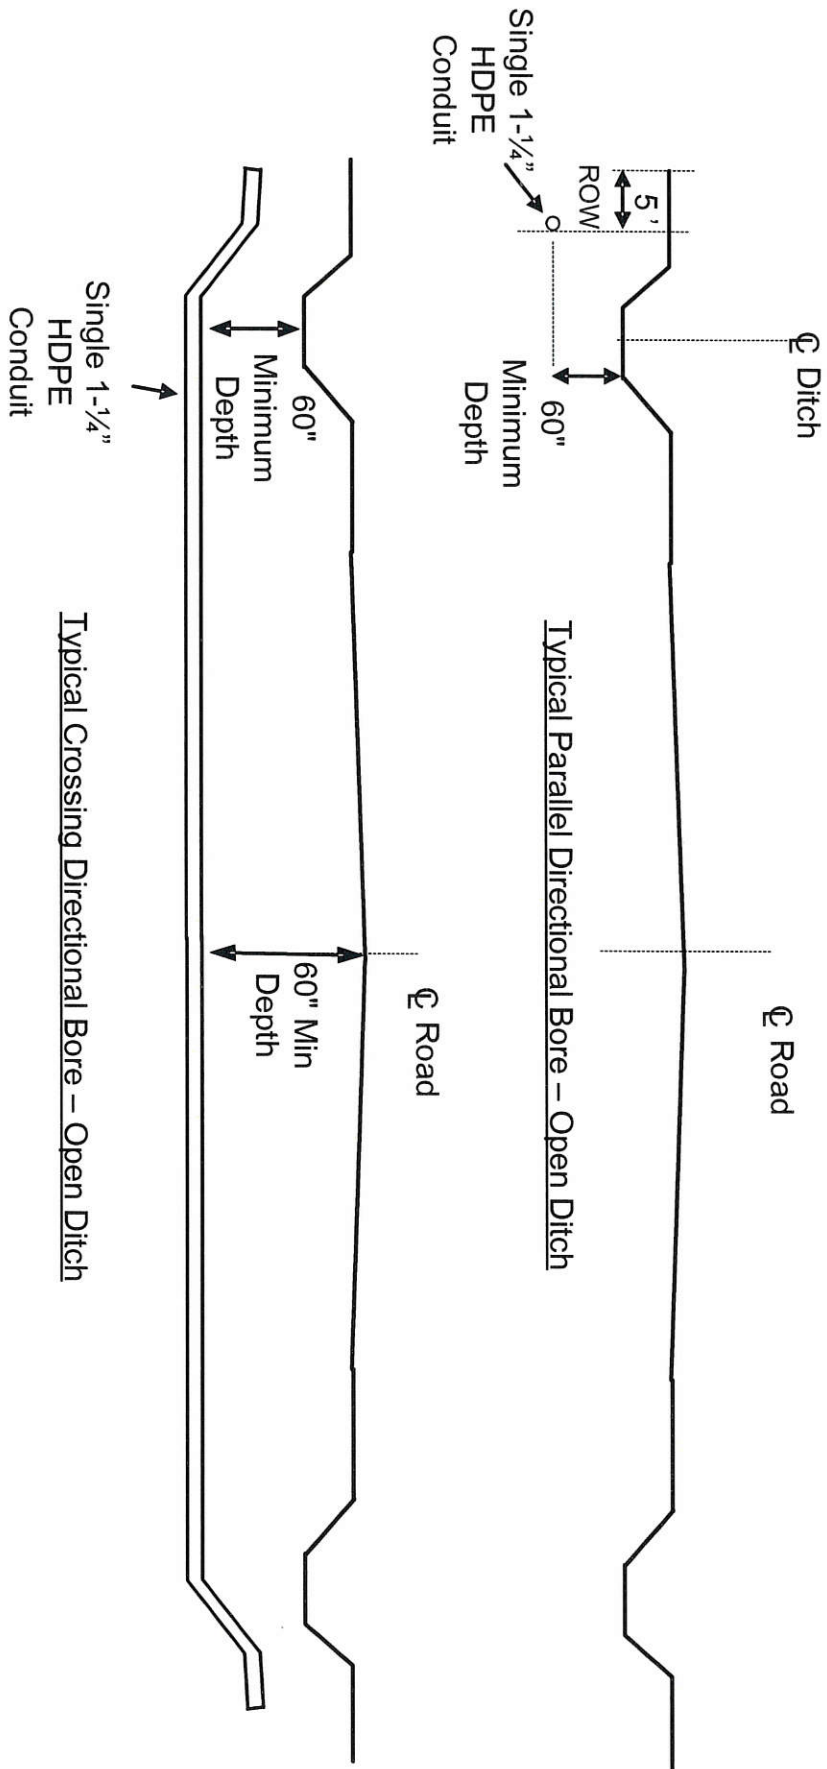 ℄ Ditch
℄ Road
5'
ROW
Single 1-¼"
HDPE
Conduit
60"
Minimum
Depth
Typical Parallel Directional Bore – Open Ditch
℄ Road
60"
Minimum
Depth
60" Min
Depth
Single 1-¼"
HDPE
Conduit
Typical Crossing Directional Bore – Open Ditch